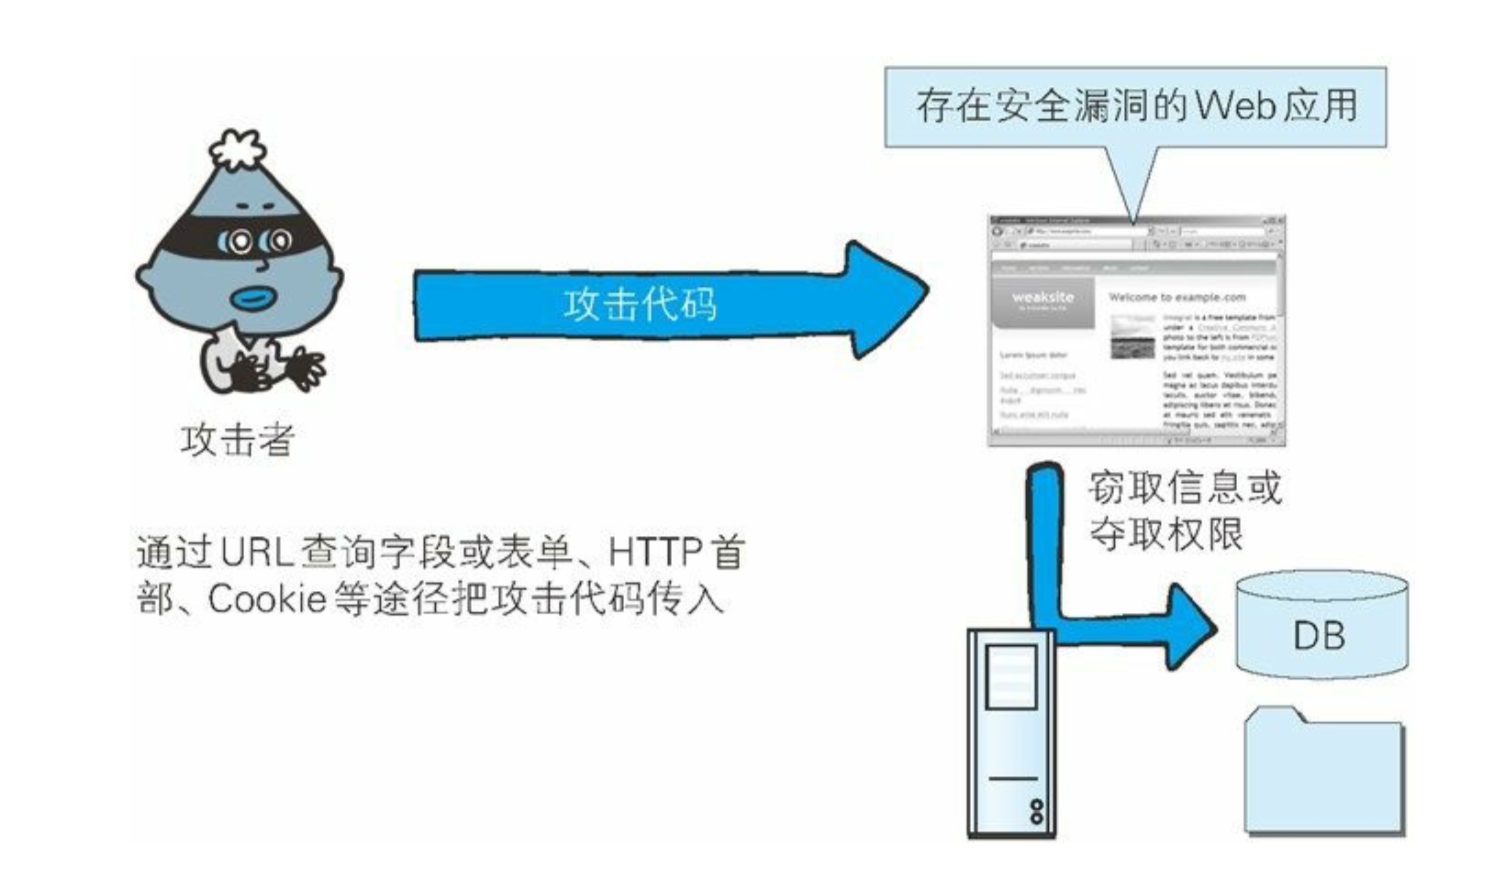 存在安全漏洞的Web应用
攻击代码
weaksite
Welcome to example.com
攻击者
窃取信息或
夺取权限
通过URL查询字段或表单、HTTP首
部、Cookie等途径把攻击代码传入
DB